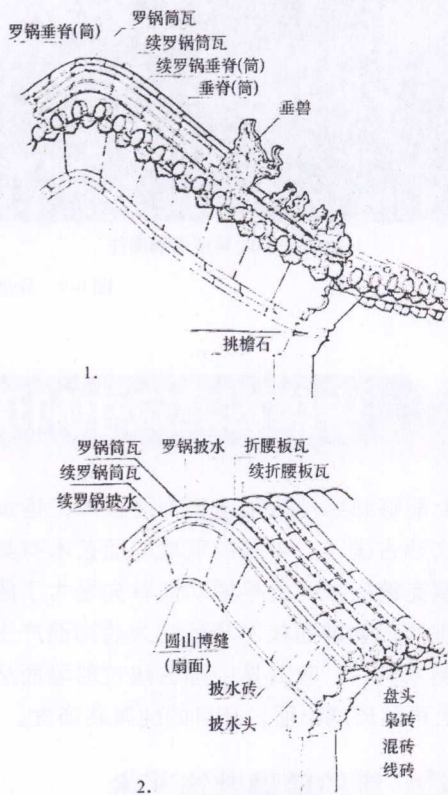 罗锅垂脊(筒)
罗锅筒瓦
续罗锅筒瓦
续罗锅垂脊(筒)
垂脊(筒)
垂兽
挑檐石
1.
罗锅筒瓦
续罗锅筒瓦
续罗锅披水
罗锅披水
折腰板瓦
续折腰板瓦
圆山博缝
(扇面)
披水砖
披水头
盘头
枭砖
混砖
线砖
2.